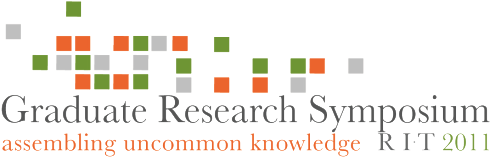 Graduate Research Symposium
assembling uncommon knowledge R·I·T 2011